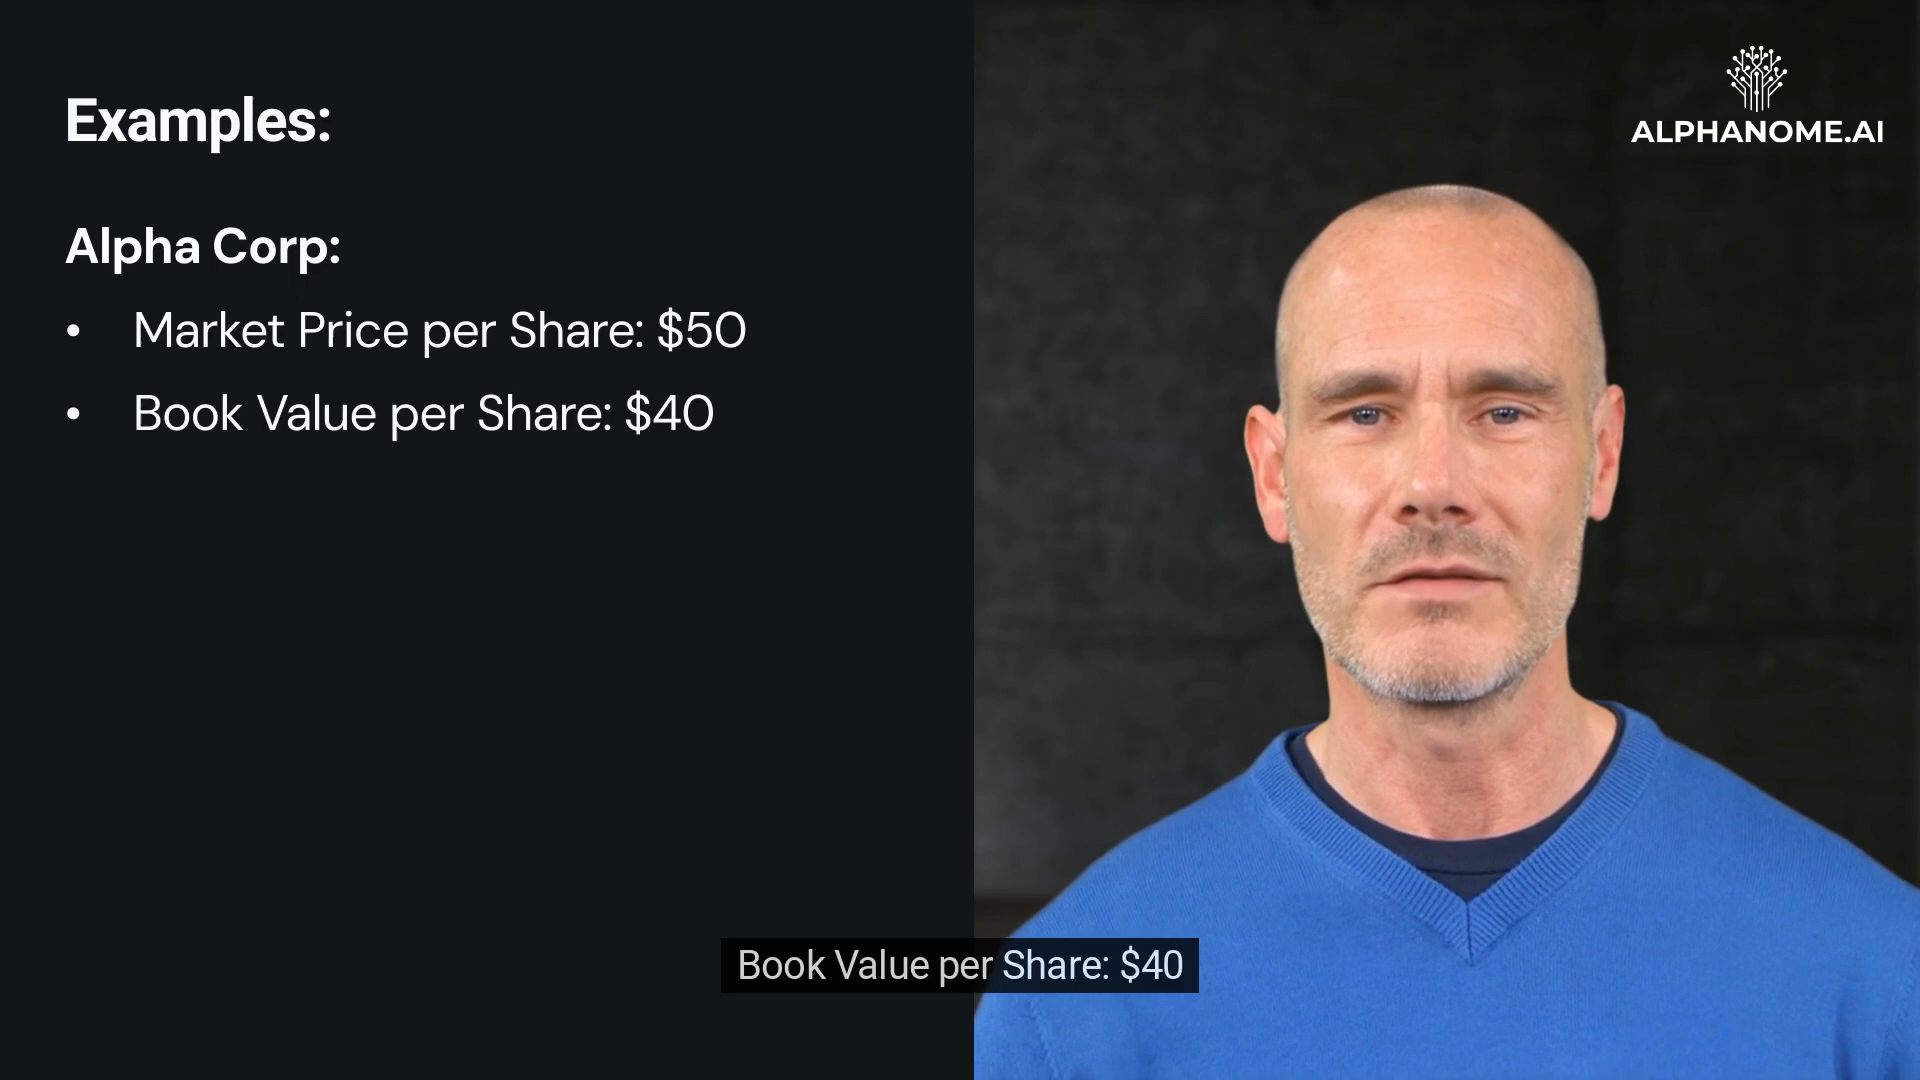 Examples:
ALPHANOME.AI
Alpha Corp:
• Market Price per Share: $50
• Book Value per Share: $40
Book Value per Share: $40